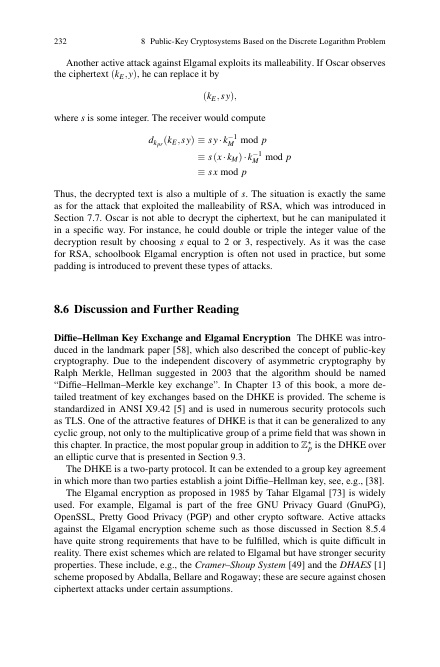 232 8 Public-Key Cryptosystems Based on the Discrete Logarithm Problem
Another active attack against Elgamal exploits its malleability. If Oscar observes
the ciphertext (k_E, y), he can replace it by
(k_E, s y),
where s is some integer. The receiver would compute
d_{k_{pr}}(k_E, s y) ≡ s y · k_M^{-1} mod p
≡ s (x · k_M) · k_M^{-1} mod p
≡ s x mod p
Thus, the decrypted text is also a multiple of s. The situation is exactly the same
as for the attack that exploited the malleability of RSA, which was introduced in
Section 7.7. Oscar is not able to decrypt the ciphertext, but he can manipulated it
in a specific way. For instance, he could double or triple the integer value of the
decryption result by choosing s equal to 2 or 3, respectively. As it was the case
for RSA, schoolbook Elgamal encryption is often not used in practice, but some
padding is introduced to prevent these types of attacks.
8.6 Discussion and Further Reading
Diffie–Hellman Key Exchange and Elgamal Encryption The DHKE was intro-
duced in the landmark paper [58], which also described the concept of public-key
cryptography. Due to the independent discovery of asymmetric cryptography by
Ralph Merkle, Hellman suggested in 2003 that the algorithm should be named
“Diffie–Hellman–Merkle key exchange”. In Chapter 13 of this book, a more de-
tailed treatment of key exchanges based on the DHKE is provided. The scheme is
standardized in ANSI X9.42 [5] and is used in numerous security protocols such
as TLS. One of the attractive features of DHKE is that it can be generalized to any
cyclic group, not only to the multiplicative group of a prime field that was shown in
this chapter. In practice, the most popular group in addition to ℤ_p^* is the DHKE over
an elliptic curve that is presented in Section 9.3.
The DHKE is a two-party protocol. It can be extended to a group key agreement
in which more than two parties establish a joint Diffie–Hellman key, see, e.g., [38].
The Elgamal encryption as proposed in 1985 by Tahar Elgamal [73] is widely
used. For example, Elgamal is part of the free GNU Privacy Guard (GnuPG),
OpenSSL, Pretty Good Privacy (PGP) and other crypto software. Active attacks
against the Elgamal encryption scheme such as those discussed in Section 8.5.4
have quite strong requirements that have to be fulfilled, which is quite difficult in
reality. There exist schemes which are related to Elgamal but have stronger security
properties. These include, e.g., the Cramer–Shoup System [49] and the DHAES [1]
scheme proposed by Abdalla, Bellare and Rogaway; these are secure against chosen
ciphertext attacks under certain assumptions.